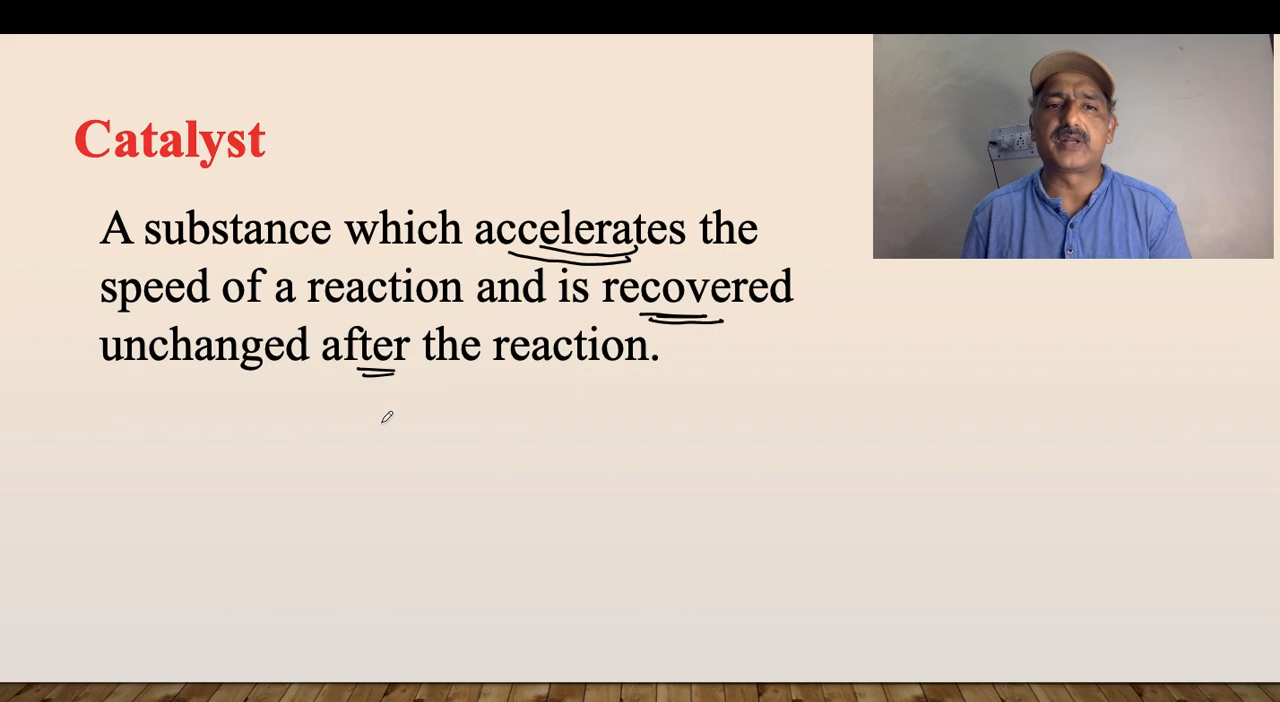 Catalyst
A substance which accelerates the
speed of a reaction and is recovered
unchanged after the reaction.